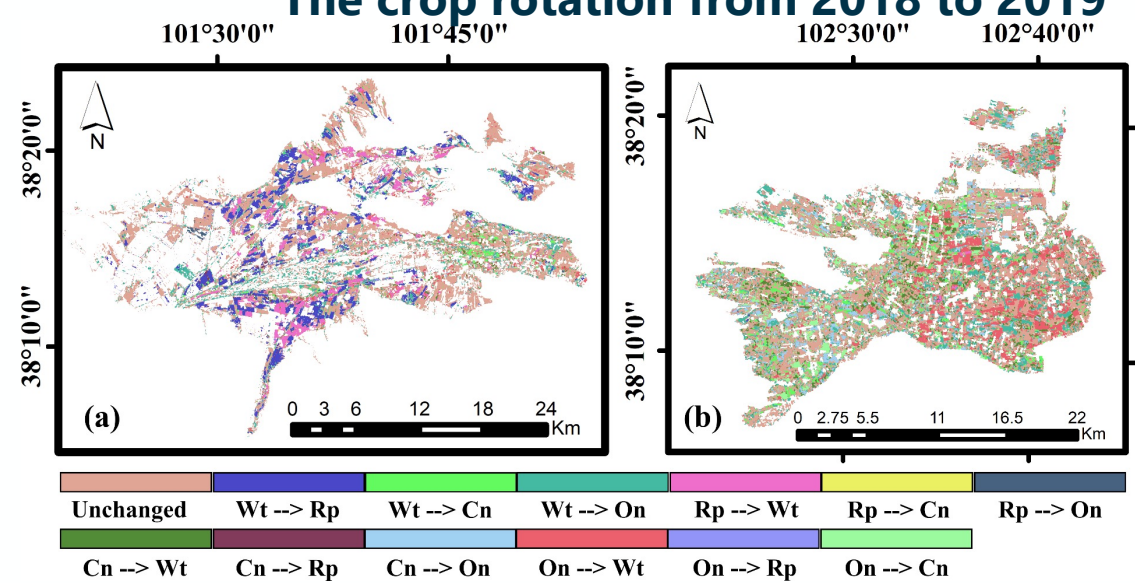 The crop rotation from 2018 to 2019
101°30'0" 101°45'0" 102°30'0" 102°40'0"
38°20'0"
38°10'0"
N
(a)
0 3 6 12 18 24
Km
38°20'0"
38°10'0"
N
(b)
0 2.75 5.5 11 16.5 22
Km
Unchanged Wt --> Rp Wt --> Cn Wt --> On Rp --> Wt Rp --> Cn Rp --> On
Cn --> Wt Cn --> Rp Cn --> On On --> Wt On --> Rp On --> Cn